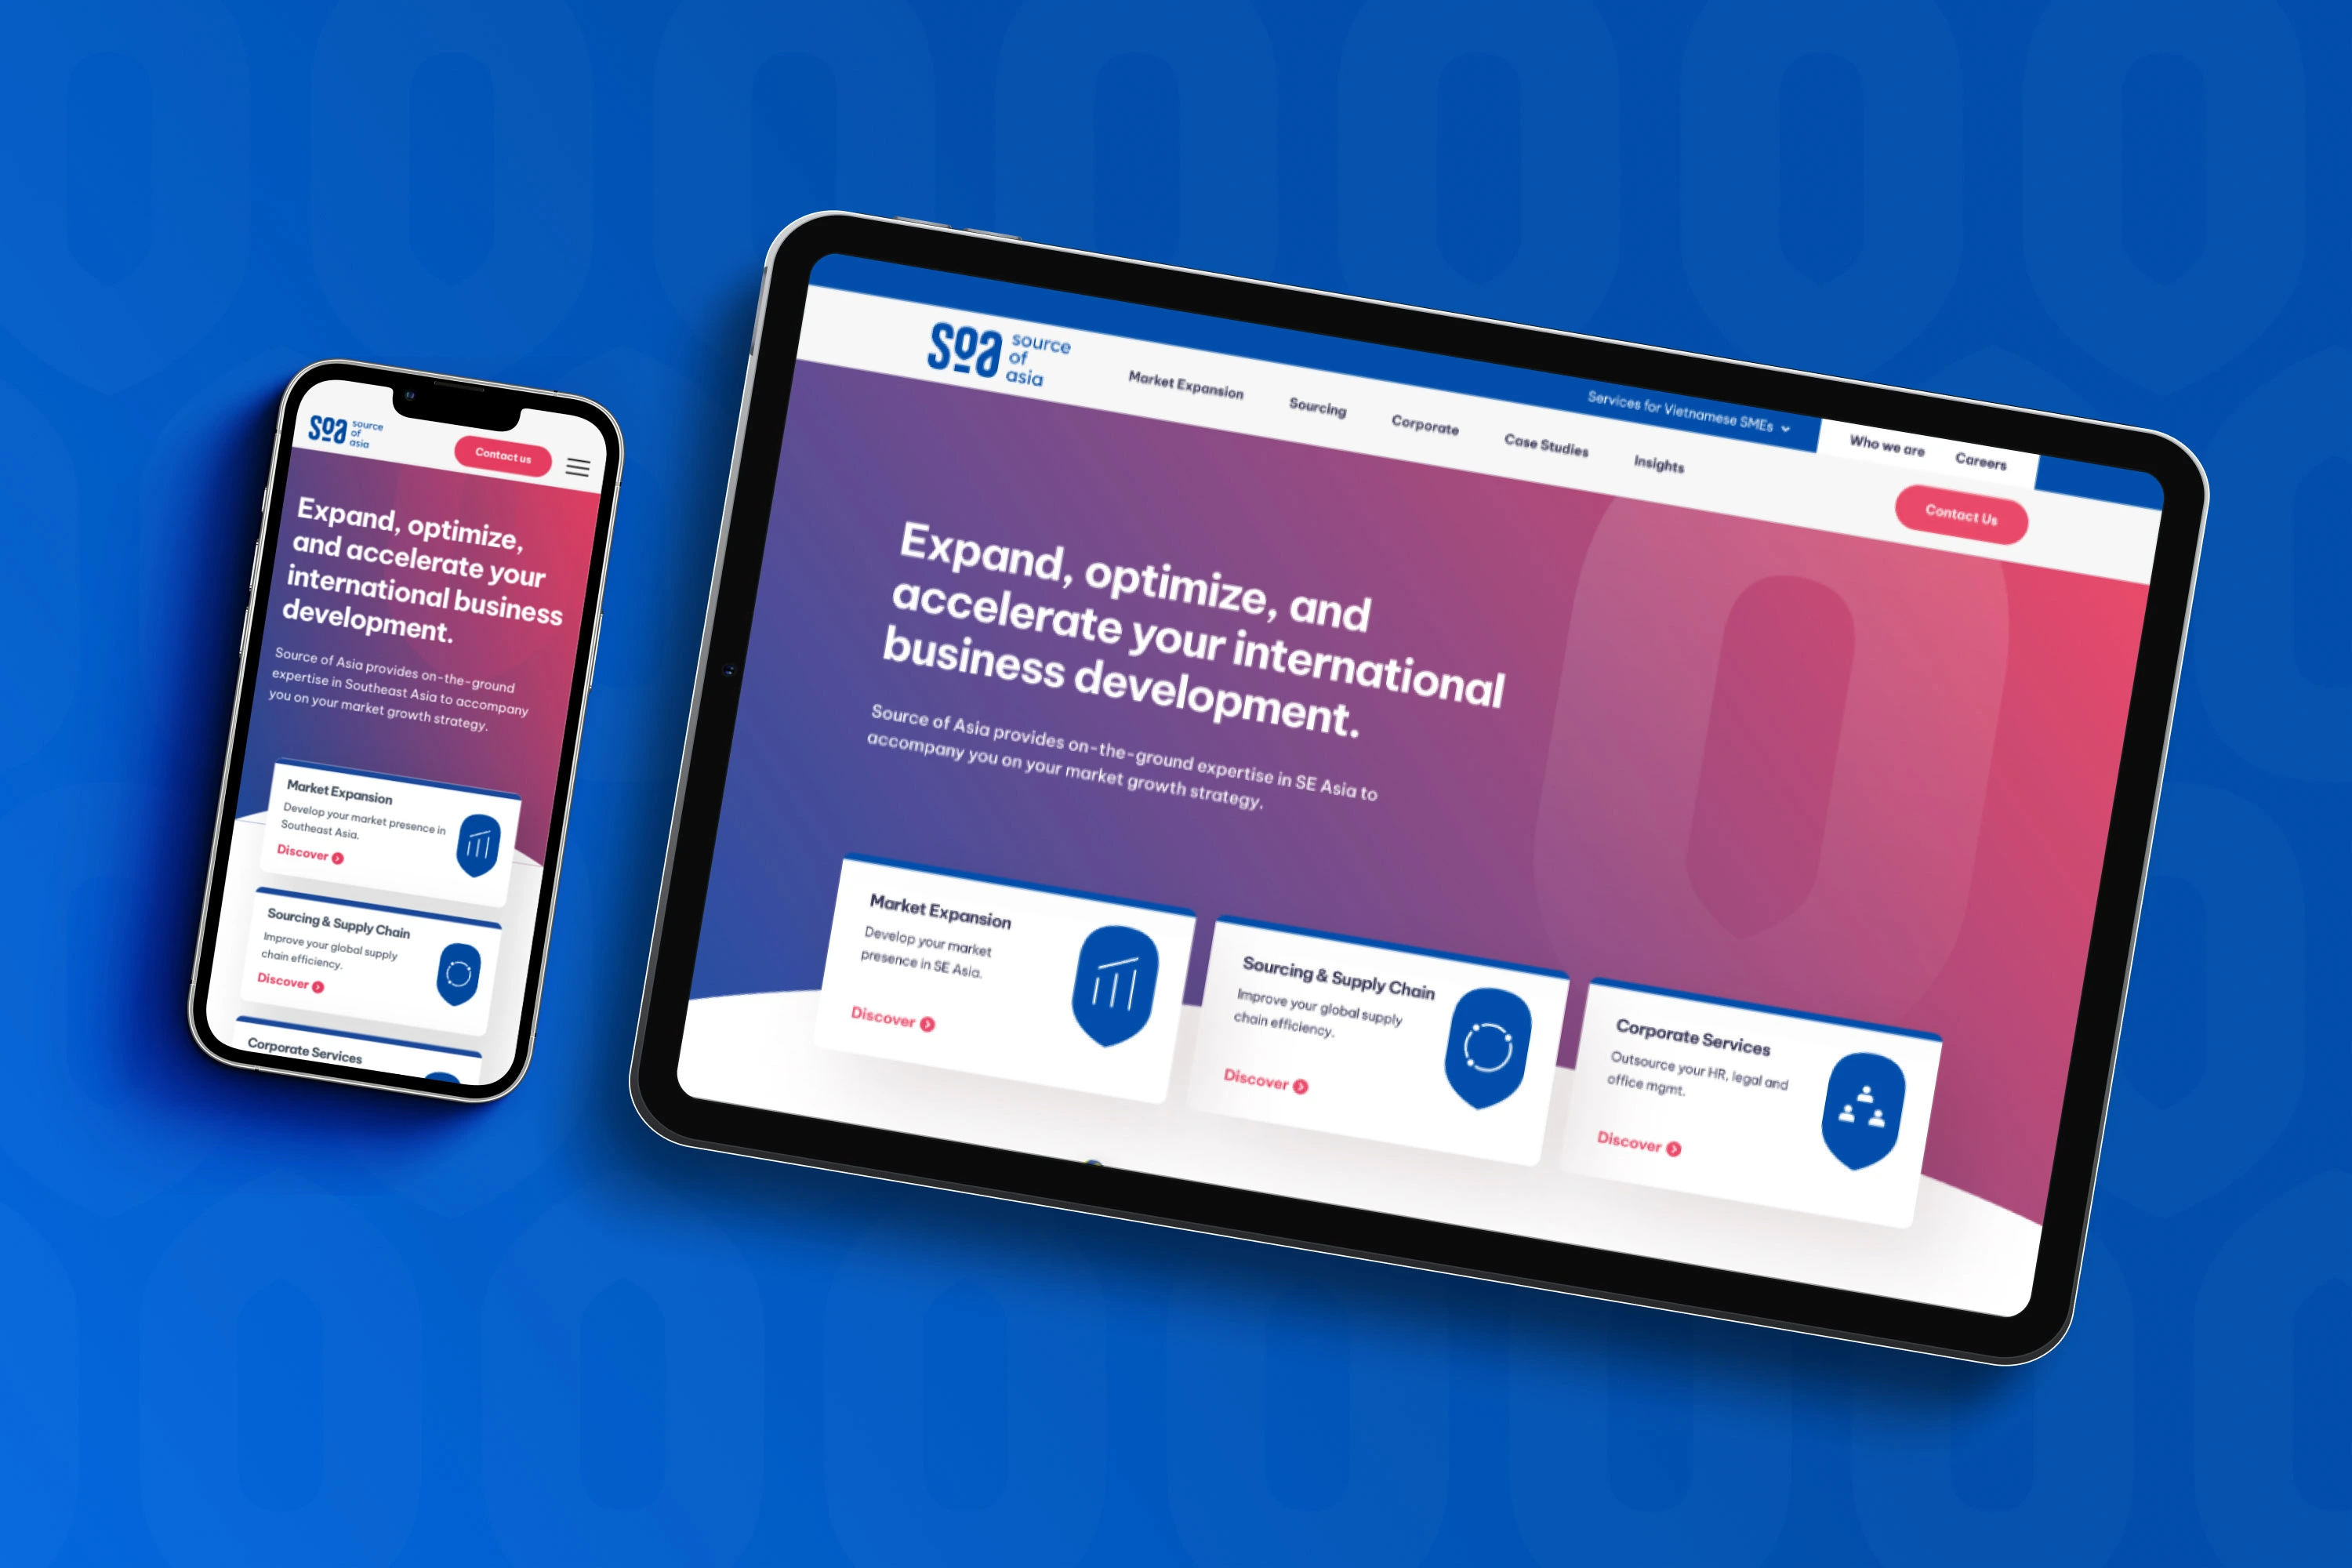 soa
source
of
asia
Contact us
Expand, optimize,
and accelerate your
international business
development.
Source of Asia provides on-the-ground
expertise in Southeast Asia to accompany
you on your market growth strategy.
Market Expansion
Develop your market presence in
Southeast Asia.
Discover
Sourcing & Supply Chain
Improve your global supply
chain efficiency.
Discover
Corporate Services
Services for Vietnamese SMEs
Who we are
Careers
soa
source
of
asia
Market Expansion
Sourcing
Corporate
Case Studies
Insights
Contact Us
Expand, optimize, and
accelerate your international
business development.
Source of Asia provides on-the-ground expertise in SE Asia to
accompany you on your market growth strategy.
Market Expansion
Develop your market
presence in SE Asia.
Discover
Sourcing & Supply Chain
Improve your global supply
chain efficiency.
Discover
Corporate Services
Outsource your HR, legal and
office mgmt.
Discover